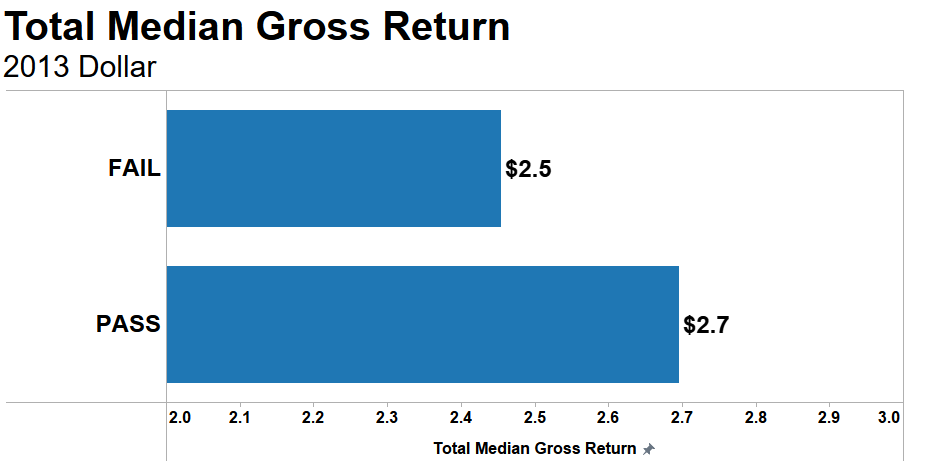 Total Median Gross Return
2013 Dollar
FAIL
$2.5
PASS
$2.7
2.0 2.1 2.2 2.3 2.4 2.5 2.6 2.7 2.8 2.9 3.0
Total Median Gross Return